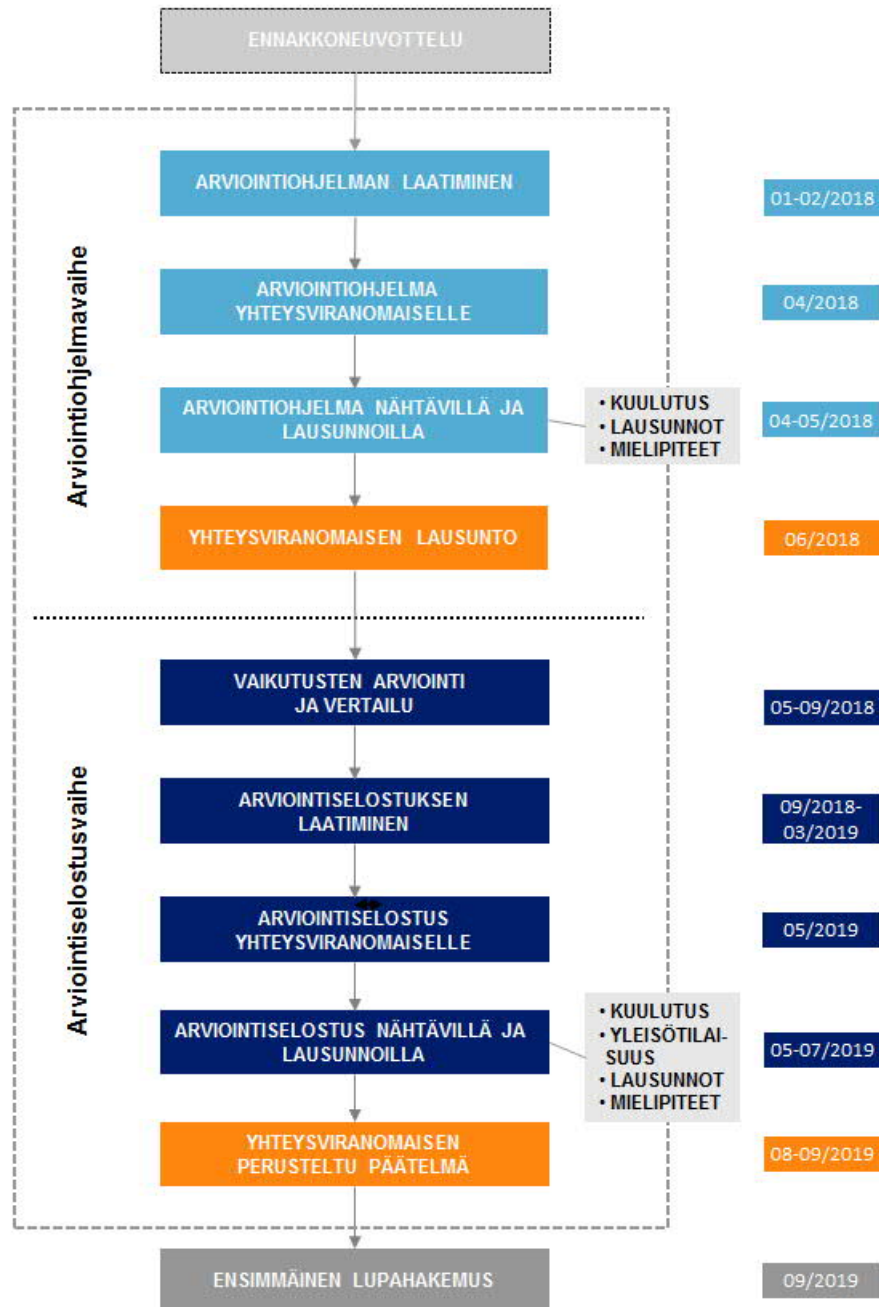 ENNAKKONEUVOTTELU
Arviointiohjelmavaihe
ARVIOINTIOHJELMAN LAATIMINEN
01-02/2018
ARVIOINTIOHJELMA
YHTEYSVIRANOMAISELLE
04/2018
ARVIOINTIOHJELMA NÄHTÄVILLÄ JA
LAUSUNNOILLA
• KUULUTUS
• LAUSUNNOT
• MIELIPITEET
04-05/2018
YHTEYSVIRANOMAISEN LAUSUNTO
06/2018
Arviointiselostusvaihe
VAIKUTUSTEN ARVIOINTI
JA VERTAILU
05-09/2018
ARVIOINTISELOSTUKSEN
LAATIMINEN
09/2018-
03/2019
ARVIOINTISELOSTUS
YHTEYSVIRANOMAISELLE
05/2019
ARVIOINTISELOSTUS NÄHTÄVILLÄ JA
LAUSUNNOILLA
• KUULUTUS
• YLEISÖTILAI-
SUUS
• LAUSUNNOT
• MIELIPITEET
05-07/2019
YHTEYSVIRANOMAISEN
PERUSTELTU PÄÄTELMÄ
08-09/2019
ENSIMMÄINEN LUPAHAKEMUS
09/2019